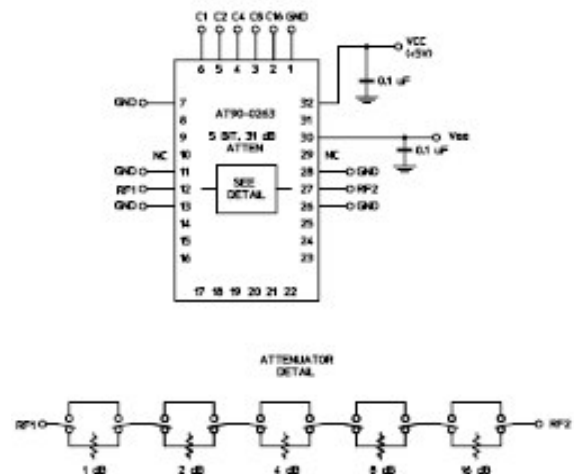 C1 C2 C4 C8 C16 GND
6 5 4 3 2 1
VCC
(+5V)
0.1 uF
GND 7 32
8 AT90-0263 31
9 5 BIT, 31 dB 30
ATTEN
0.1 uF
NC 10 29 NC
GND 11 28 GND
RF1 12 SEE 27 RF2
DETAIL
GND 13 26 GND
14 25
15 24
16 23
17 18 19 20 21 22
ATTENUATOR
DETAIL
RF1 RF2
1 dB 2 dB 4 dB 8 dB 16 dB